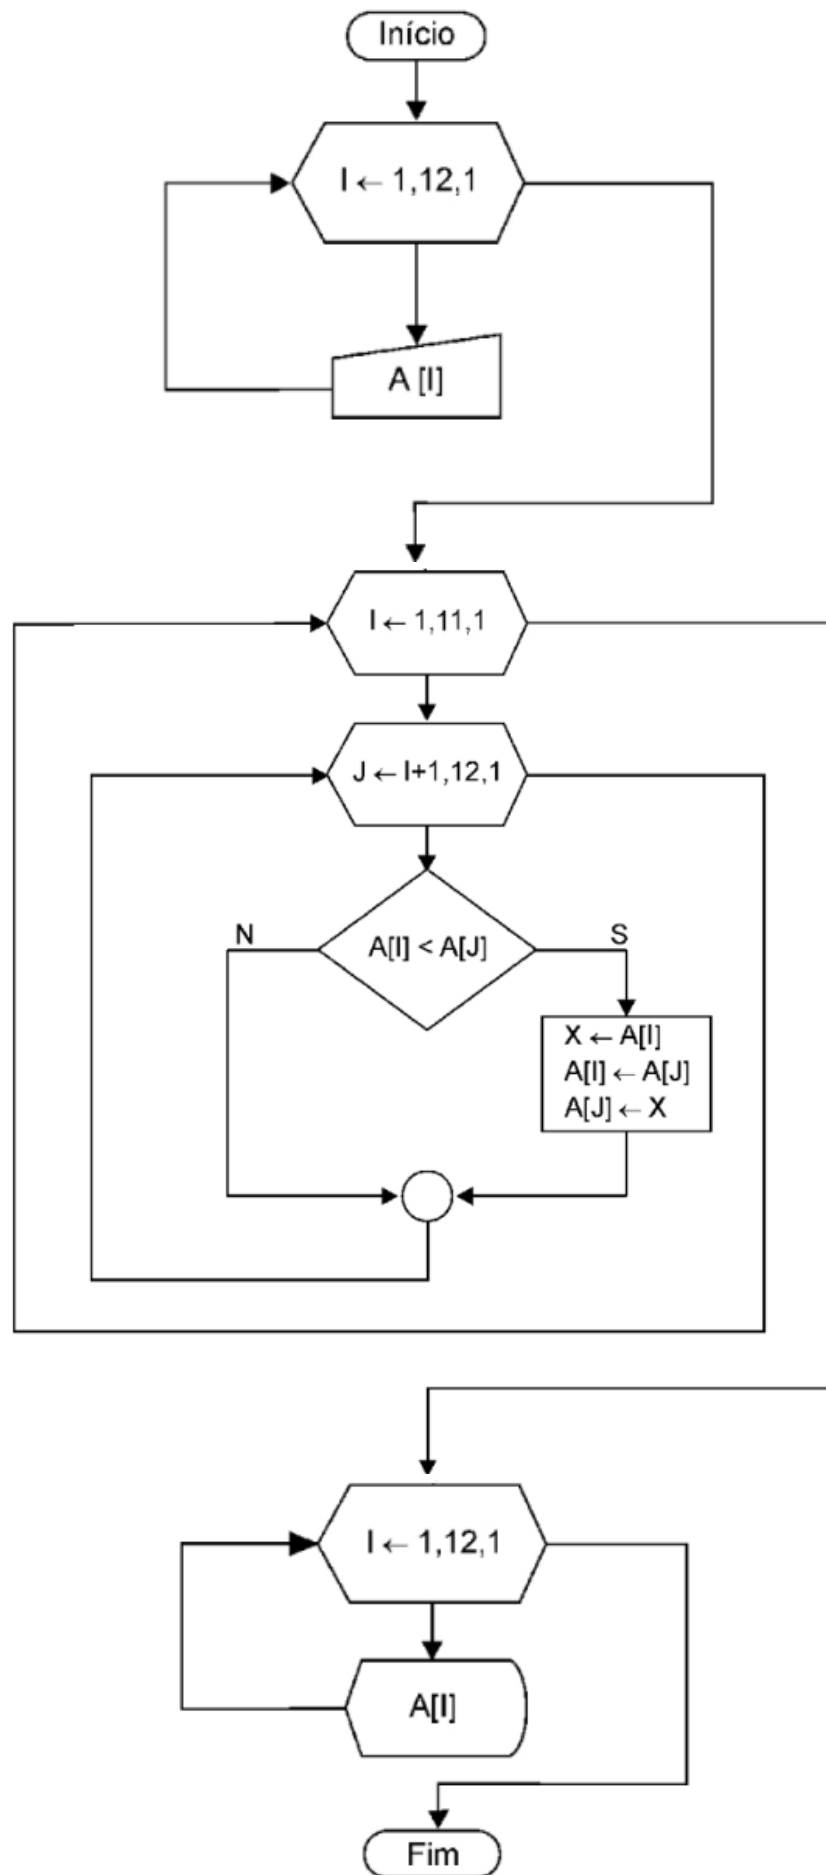 Início
I ← 1,12,1
A [I]
I ← 1,11,1
J ← I+1,12,1
N
A[I] < A[J]
S
X ← A[I]
A[I] ← A[J]
A[J] ← X
I ← 1,12,1
A[I]
Fim